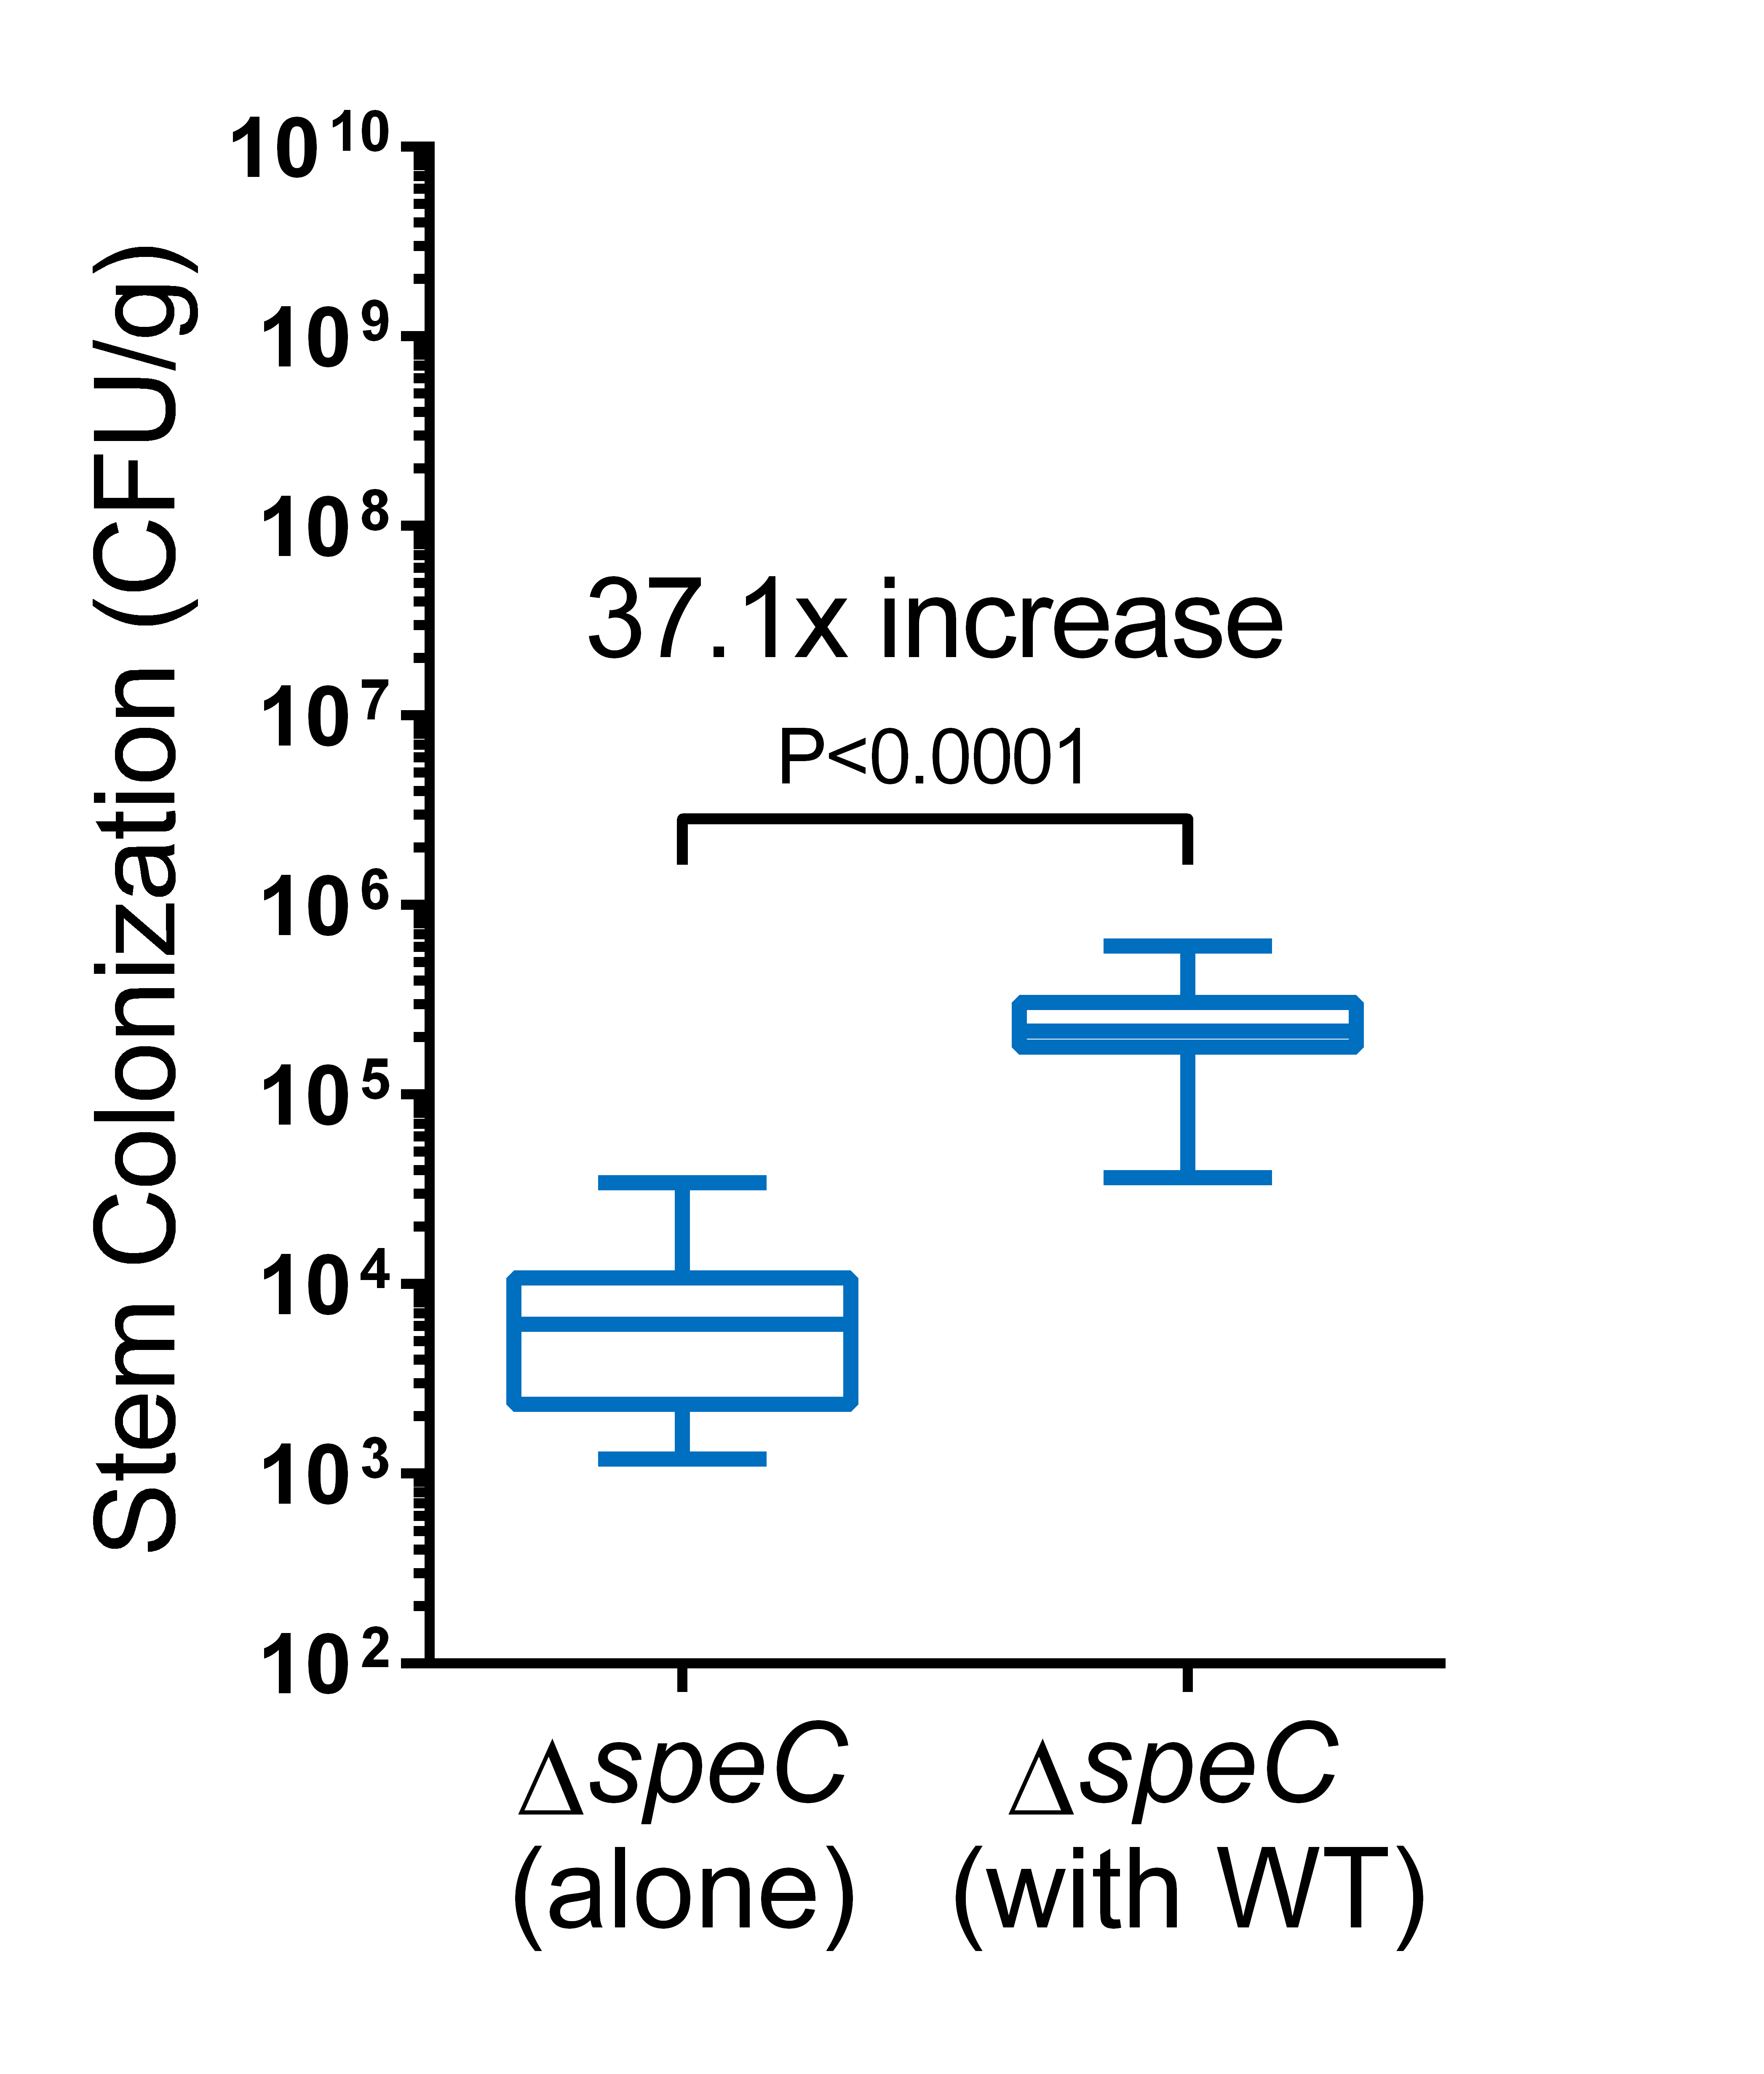 10^10
10^9
10^8
10^7
10^6
10^5
10^4
10^3
10^2
Stem Colonization (CFU/g)
37.1x increase
P<0.0001
ΔspeC
(alone)
ΔspeC
(with WT)